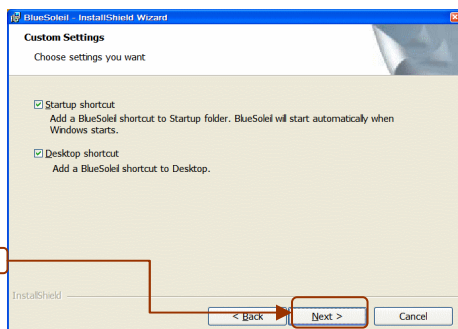 BlueSoleil - InstallShield Wizard
Custom Settings
Choose settings you want
Startup shortcut
Add a BlueSoleil shortcut to Startup folder. BlueSoleil will start automatically when
Windows starts.
Desktop shortcut
Add a BlueSoleil shortcut to Desktop.
InstallShield
< Back
Next >
Cancel